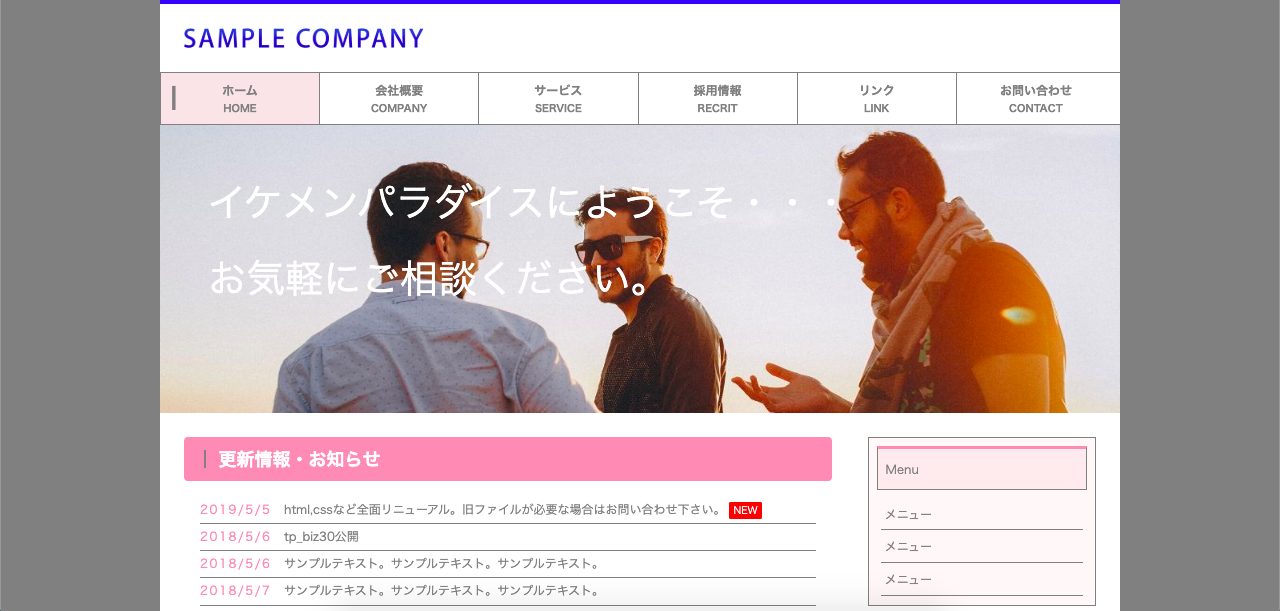 SAMPLE COMPANY
ホーム
HOME
会社概要
COMPANY
サービス
SERVICE
採用情報
RECRIT
リンク
LINK
お問い合わせ
CONTACT
イケメンパラダイスにようこそ・・・
お気軽にご相談ください。
更新情報・お知らせ
2019/5/5 html,cssなど全面リニューアル。旧ファイルが必要な場合はお問い合わせ下さい。 NEW
2018/5/6 tp_biz30公開
2018/5/6 サンプルテキスト。サンプルテキスト。サンプルテキスト。
2018/5/7 サンプルテキスト。サンプルテキスト。サンプルテキスト。
Menu
メニュー
メニュー
メニュー